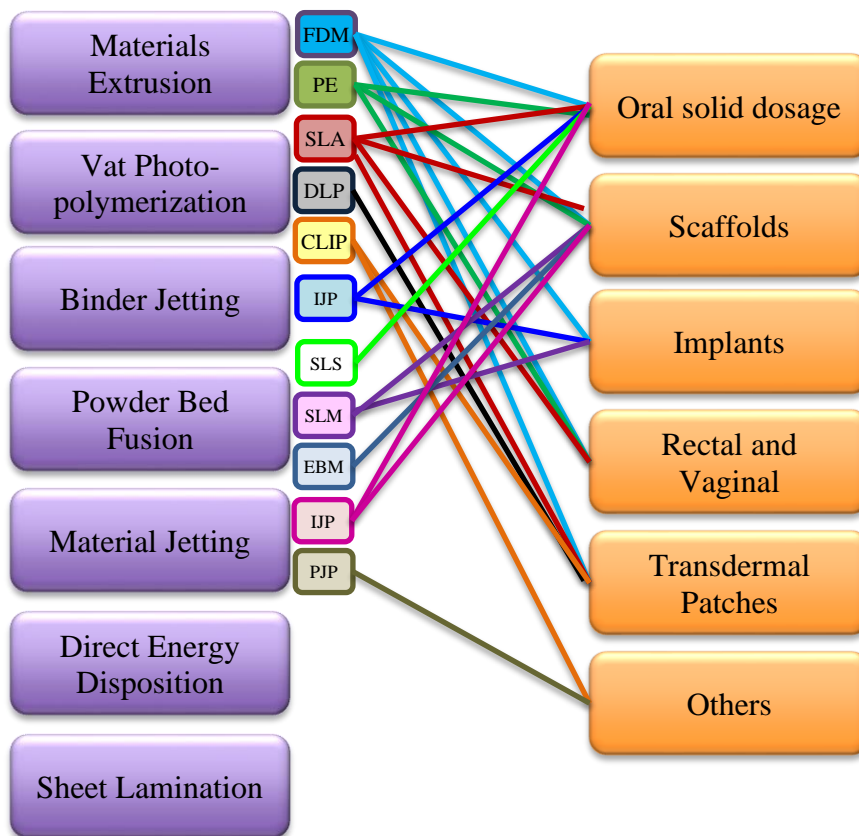 Materials
Extrusion
Vat Photo-
polymerization
Binder Jetting
Powder Bed
Fusion
Material Jetting
Direct Energy
Disposition
Sheet Lamination
FDM
PE
SLA
DLP
CLIP
IJP
SLS
SLM
EBM
IJP
PJP
Oral solid dosage
Scaffolds
Implants
Rectal and
Vaginal
Transdermal
Patches
Others